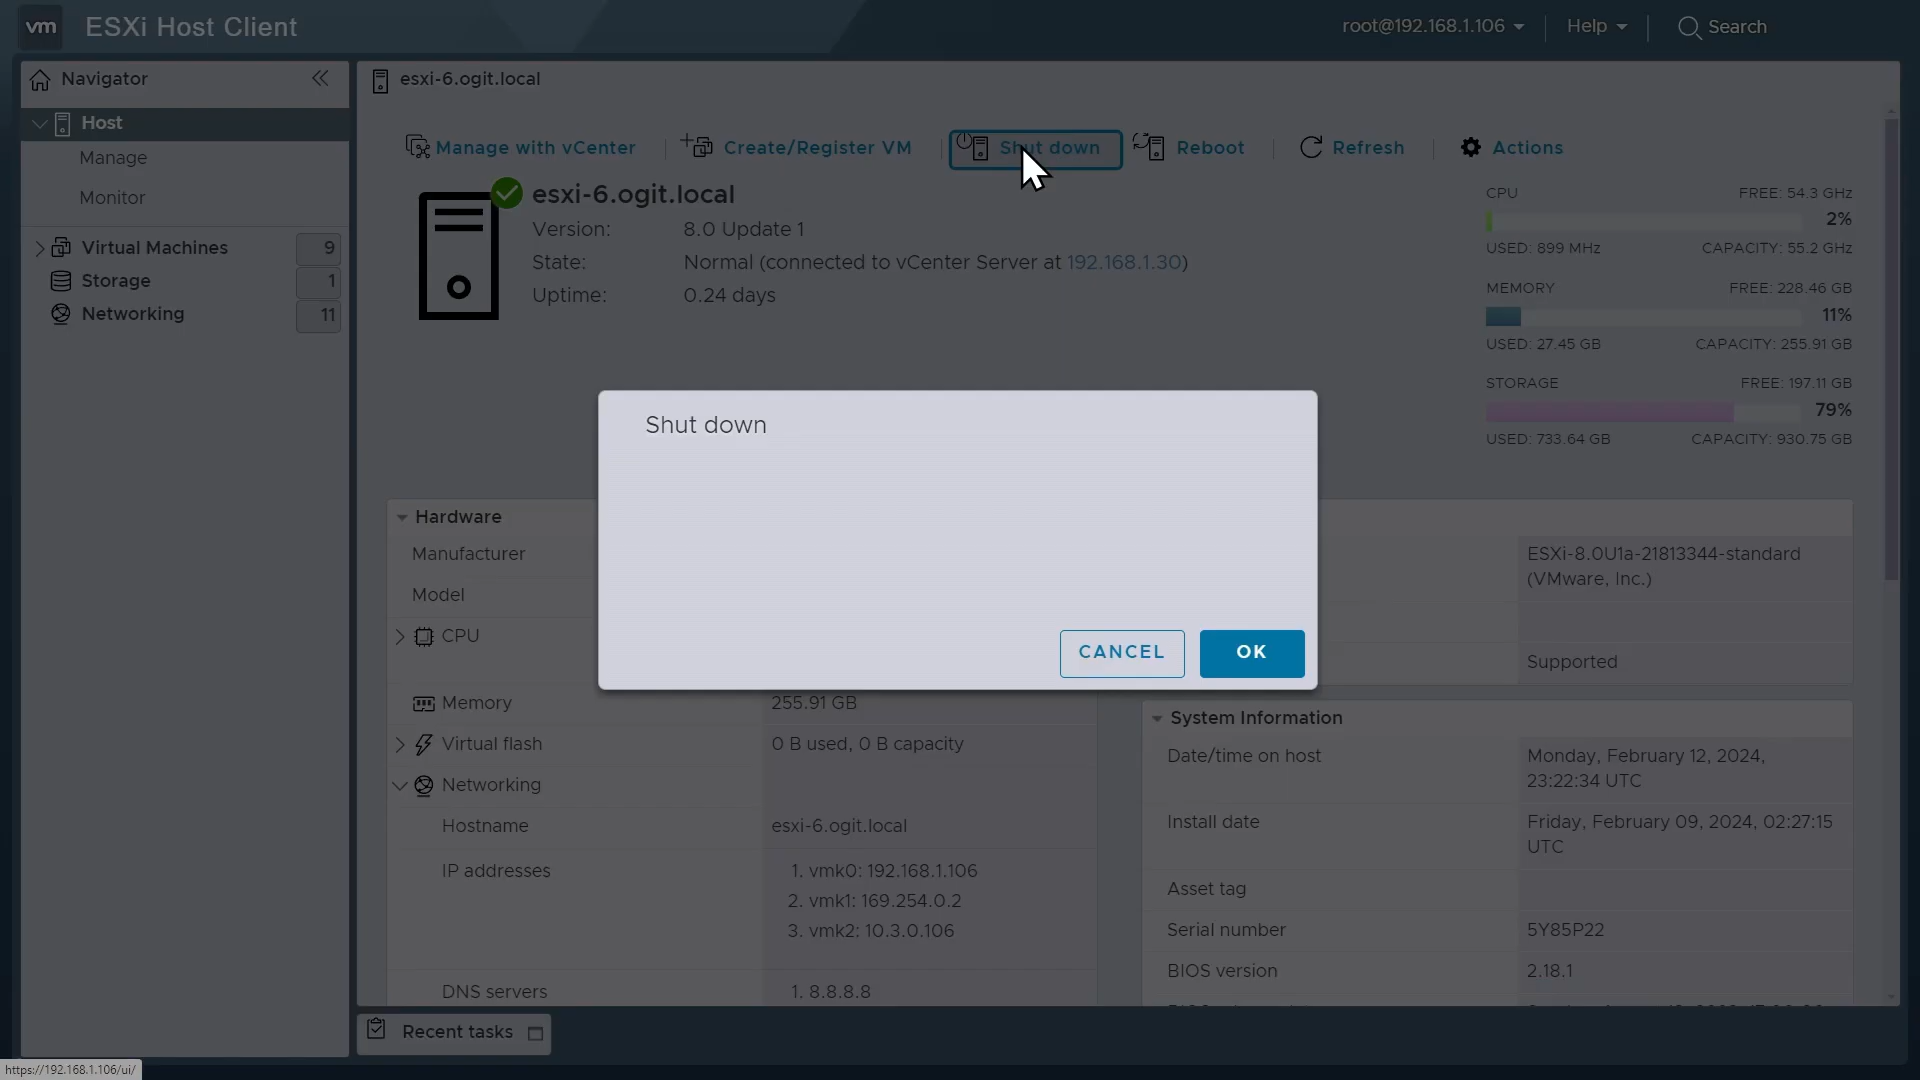 vm ESXi Host Client
root@192.168.1.106
Help
Search
Navigator
Host
Manage
Monitor
Virtual Machines 9
Storage 1
Networking 11
esxi-6.ogit.local
Manage with vCenter
Create/Register VM
Shut down
Reboot
Refresh
Actions
esxi-6.ogit.local
Version: 8.0 Update 1
State: Normal (connected to vCenter Server at 192.168.1.30)
Uptime: 0.24 days
CPU FREE: 54.3 GHz
2%
USED: 899 MHz CAPACITY: 55.2 GHz
MEMORY FREE: 228.46 GB
11%
USED: 27.45 GB CAPACITY: 255.91 GB
STORAGE FREE: 197.11 GB
79%
USED: 733.64 GB CAPACITY: 930.75 GB
Shut down
CANCEL OK
Hardware
Manufacturer
Model
CPU
Memory 255.91 GB
Virtual flash 0 B used, 0 B capacity
Networking
Hostname esxi-6.ogit.local
IP addresses 1. vmk0: 192.168.1.106
2. vmk1: 169.254.0.2
3. vmk2: 10.3.0.106
DNS servers 1. 8.8.8.8
ESXi-8.0U1a-21813344-standard
(VMware, Inc.)
Supported
System Information
Date/time on host Monday, February 12, 2024,
23:22:34 UTC
Install date Friday, February 09, 2024, 02:27:15
UTC
Asset tag
Serial number 5Y85P22
BIOS version 2.18.1
Recent tasks
https://192.168.1.106/ui/